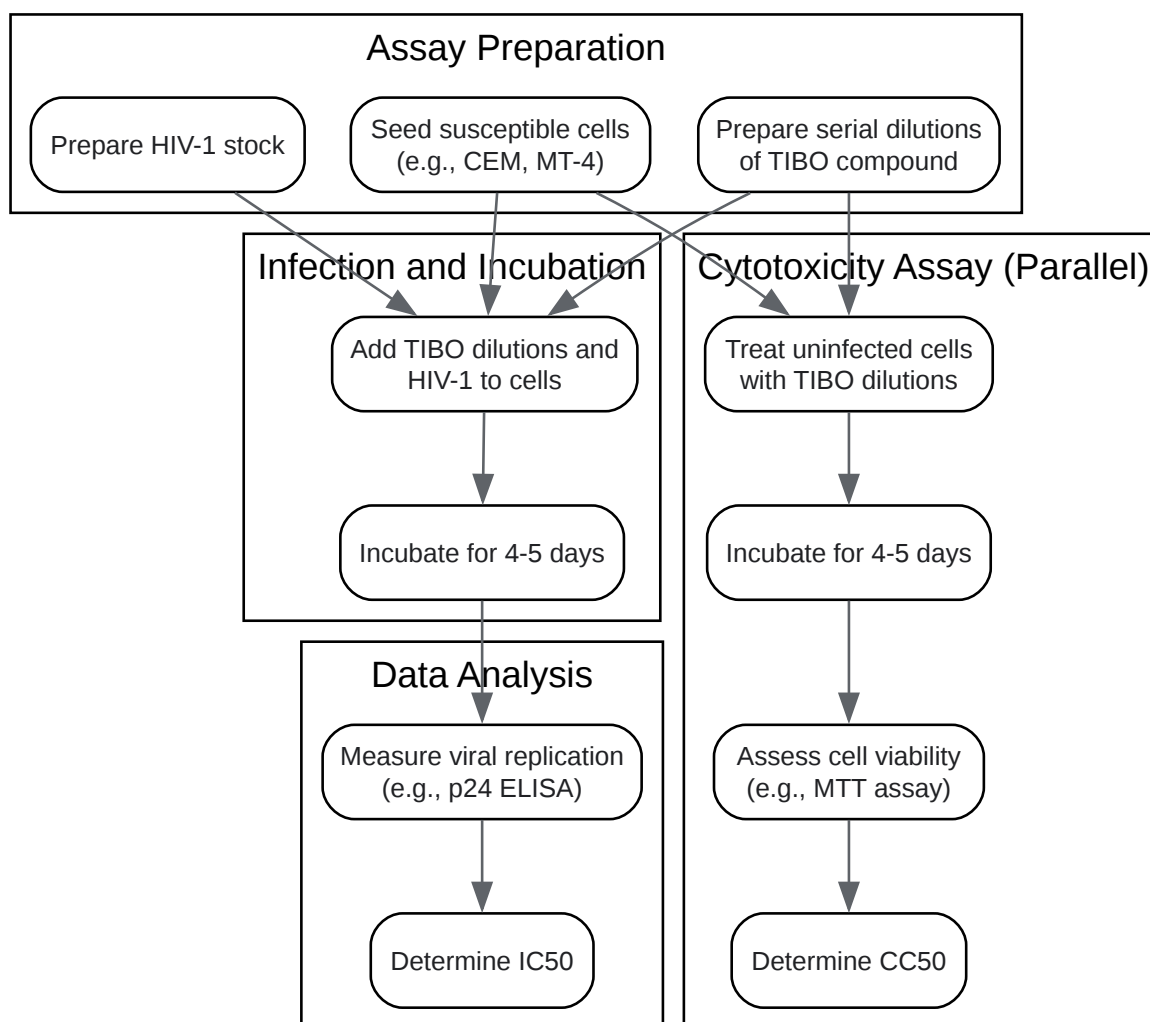 Assay Preparation
Prepare HIV-1 stock
Seed susceptible cells
(e.g., CEM, MT-4)
Prepare serial dilutions
of TIBO compound
Infection and Incubation
Cytotoxicity Assay (Parallel)
Add TIBO dilutions and
HIV-1 to cells
Treat uninfected cells
with TIBO dilutions
Incubate for 4-5 days
Incubate for 4-5 days
Data Analysis
Measure viral replication
(e.g., p24 ELISA)
Assess cell viability
(e.g., MTT assay)
Determine IC50
Determine CC50